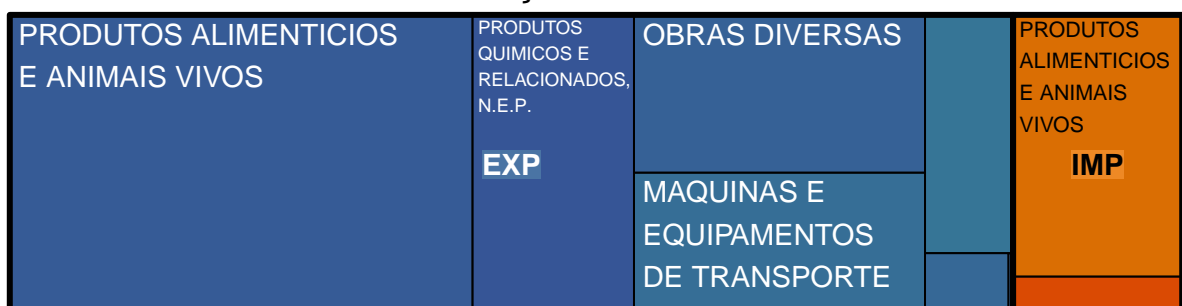 PRODUTOS ALIMENTICIOS
E ANIMAIS VIVOS
PRODUTOS
QUIMICOS E
RELACIONADOS,
N.E.P.
EXP
OBRAS DIVERSAS
MAQUINAS E
EQUIPAMENTOS
DE TRANSPORTE
PRODUTOS
ALIMENTICIOS
E ANIMAIS
VIVOS
IMP